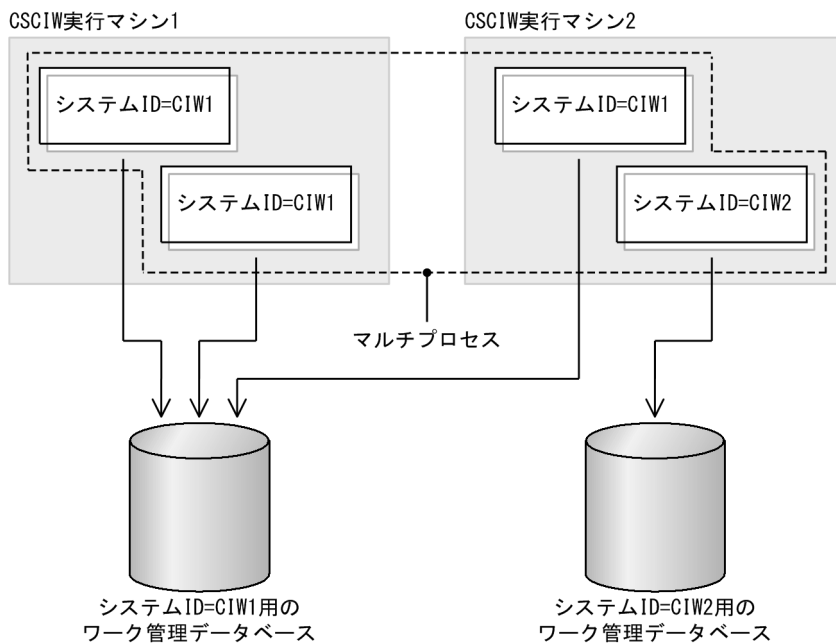 CSCIW実行マシン1
CSCIW実行マシン2
システムID=CIW1
システムID=CIW1
システムID=CIW1
システムID=CIW2
マルチプロセス
システムID=CIW1用の
ワーク管理データベース
システムID=CIW2用の
ワーク管理データベース